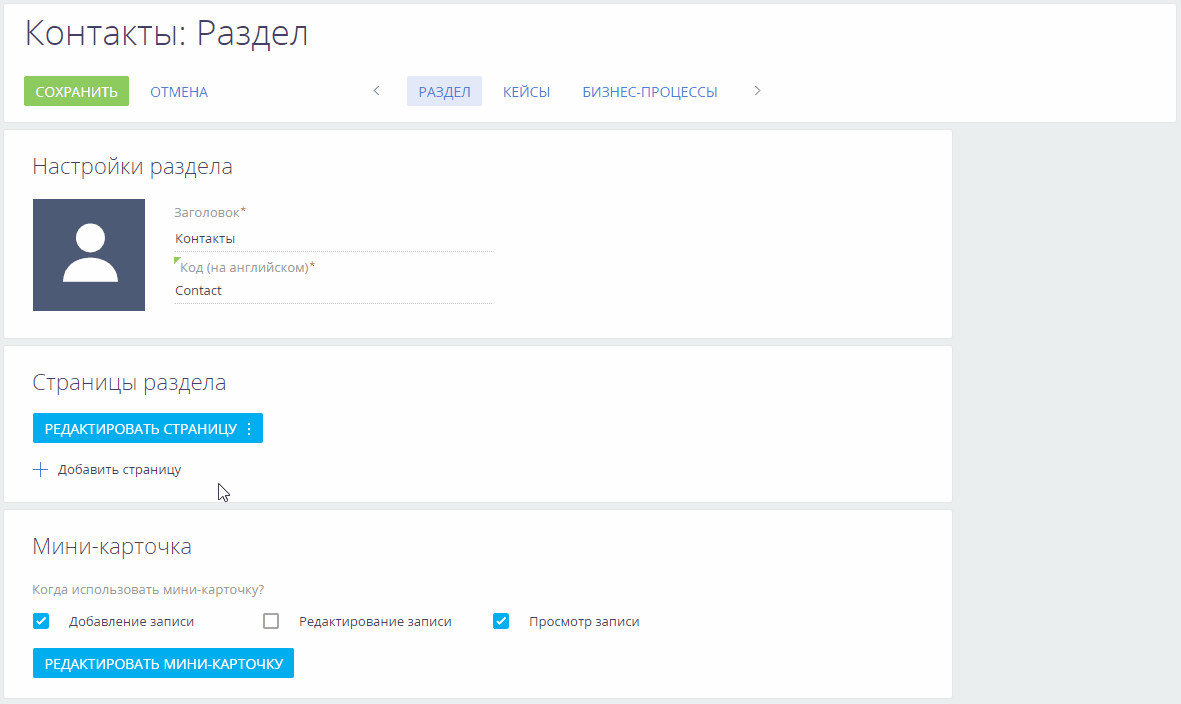 Контакты: Раздел
СОХРАНИТЬ ОТМЕНА РАЗДЕЛ КЕЙСЫ БИЗНЕС-ПРОЦЕССЫ
Настройки раздела
Заголовок*
Контакты
Код (на английском)*
Contact
Страницы раздела
РЕДАКТИРОВАТЬ СТРАНИЦУ
Добавить страницу
Мини-карточка
Когда использовать мини-карточку?
Добавление записи Редактирование записи Просмотр записи
РЕДАКТИРОВАТЬ МИНИ-КАРТОЧКУ